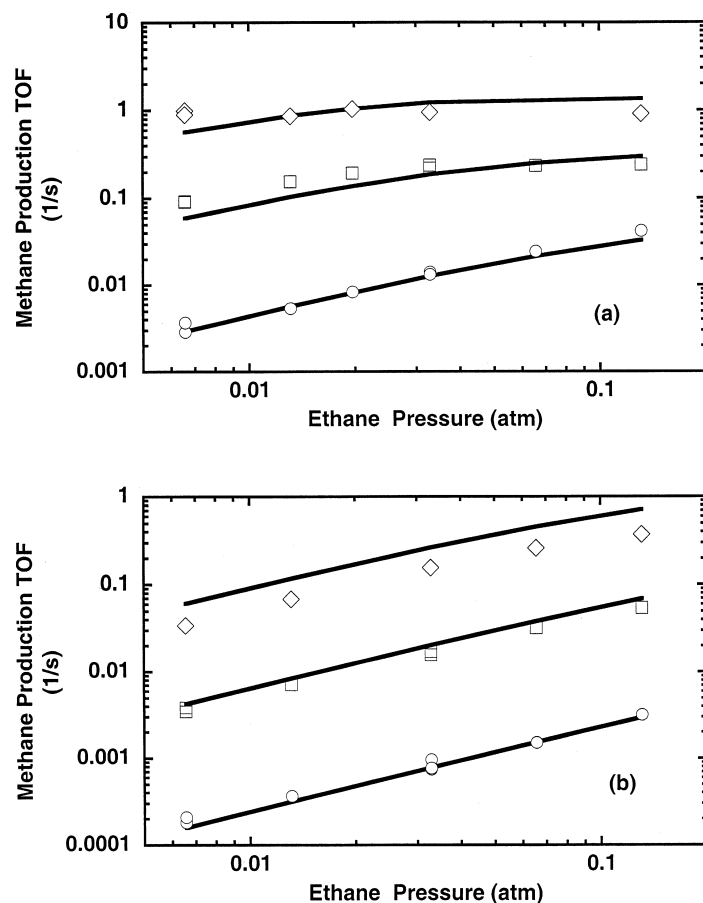 10
1
0.1
0.01
0.001
Methane Production TOF
(1/s)
(a)
0.01
0.1
Ethane Pressure (atm)
1
0.1
0.01
0.001
0.0001
Methane Production TOF
(1/s)
(b)
0.01
0.1
Ethane Pressure (atm)